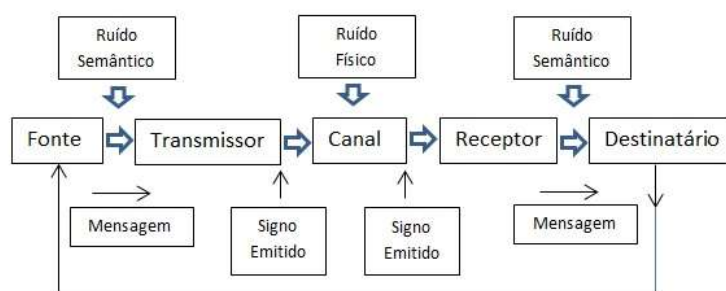 Ruído
Semântico
Ruído
Físico
Ruído
Semântico
Fonte
Transmissor
Canal
Receptor
Destinatário
Mensagem
Signo
Emitido
Signo
Emitido
Mensagem